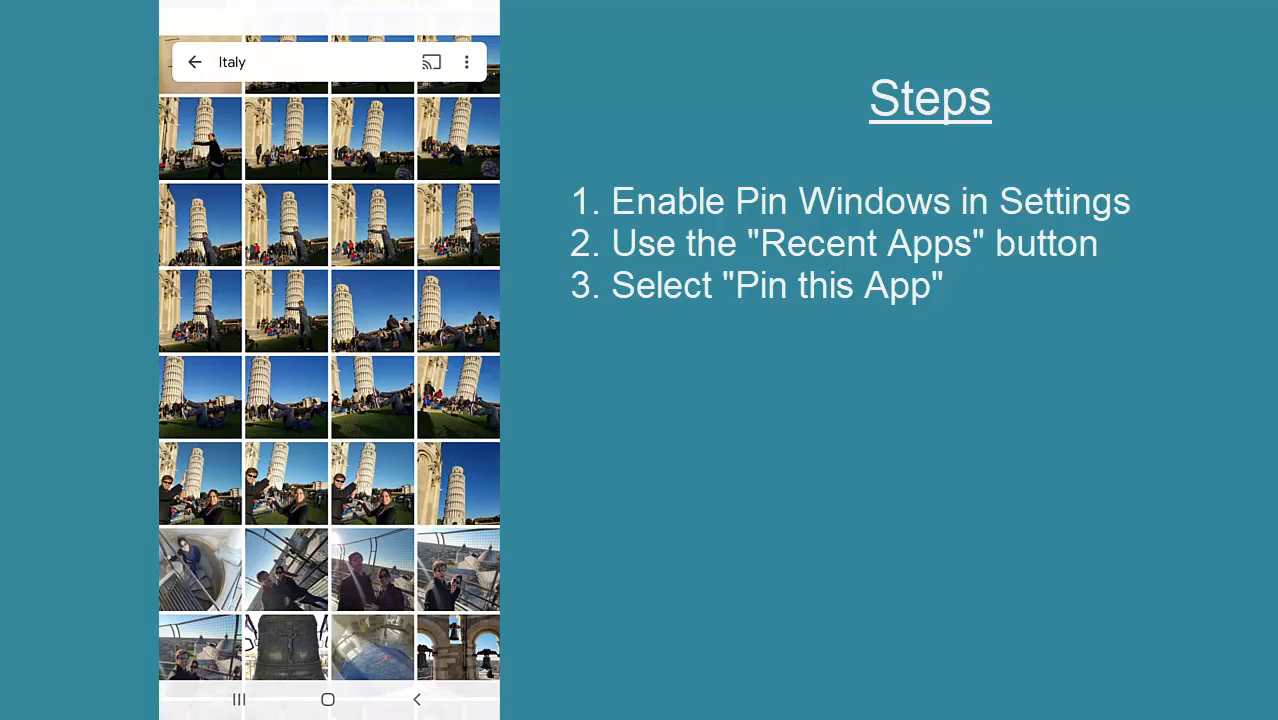 Italy
Steps
1. Enable Pin Windows in Settings
2. Use the "Recent Apps" button
3. Select "Pin this App"